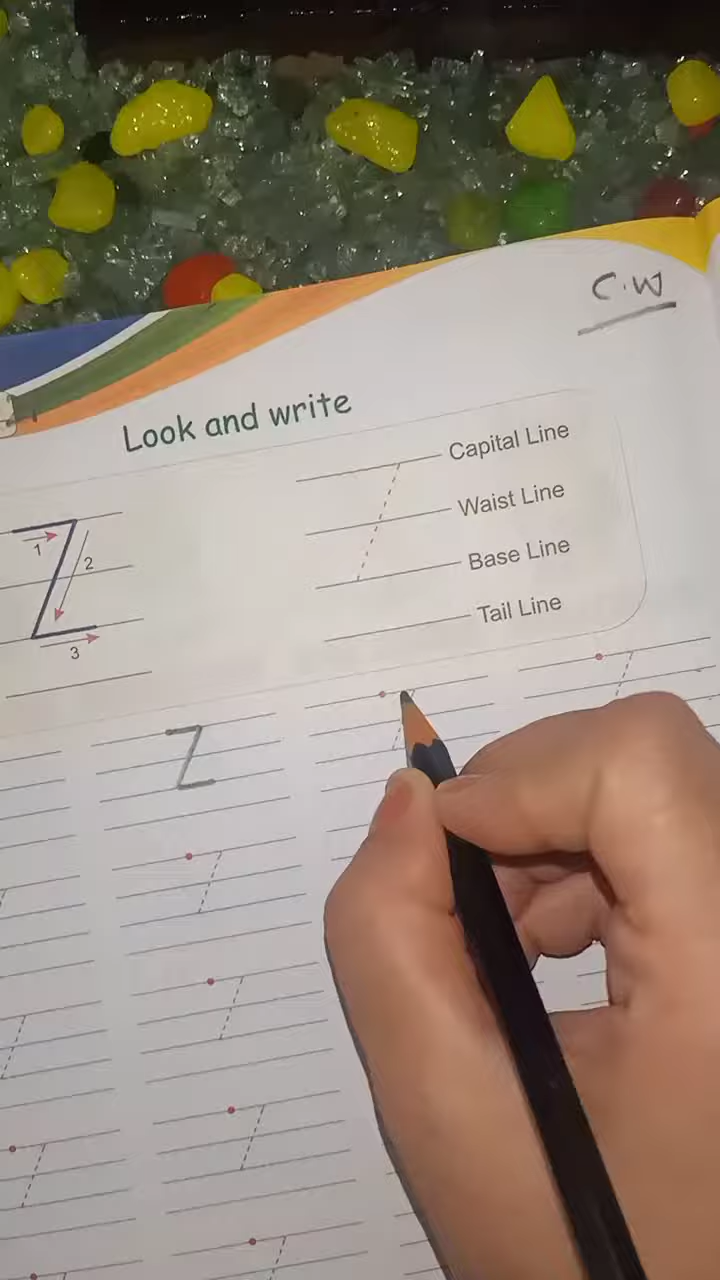 C.W
Look and write
Capital Line
Waist Line
Base Line
Tail Line
1
2
3
Z
Z